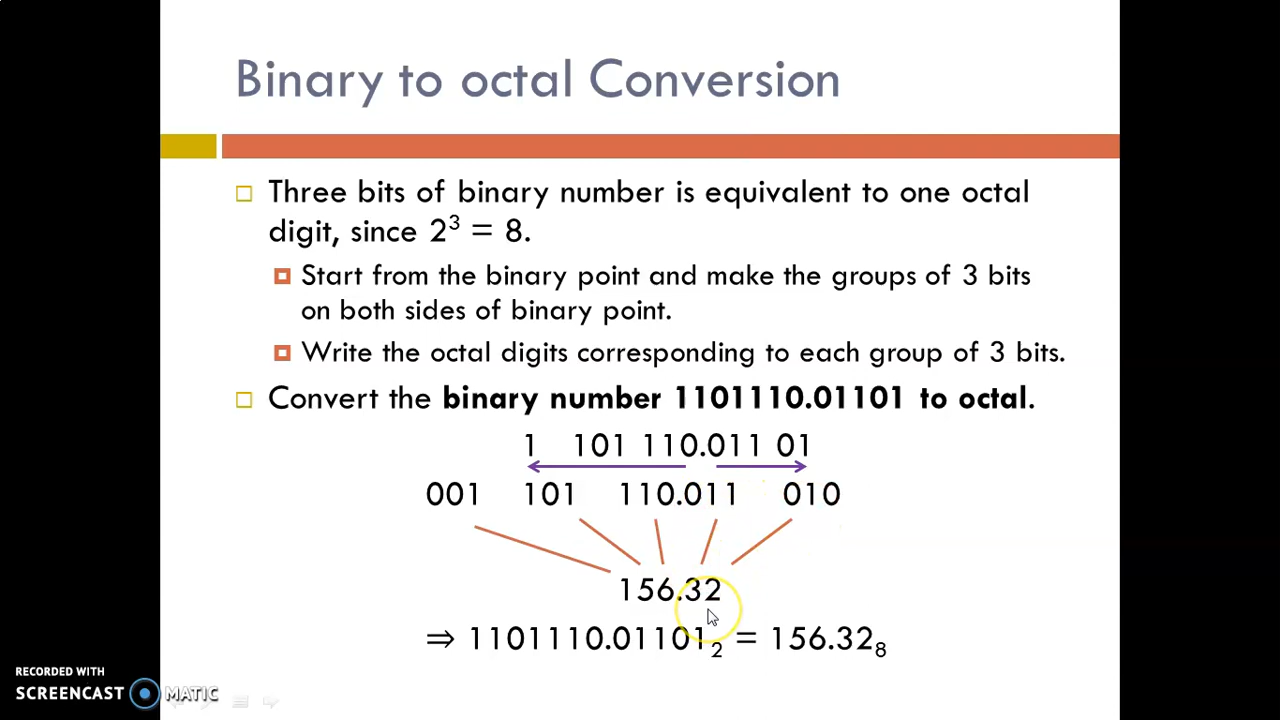 Binary to octal Conversion
Three bits of binary number is equivalent to one octal
digit, since 2³ = 8.
Start from the binary point and make the groups of 3 bits
on both sides of binary point.
Write the octal digits corresponding to each group of 3 bits.
Convert the binary number 1101110.01101 to octal.
1 101 110.011 01
001 101 110.011 010
156.32
⇒ 1101110.01101₂ = 156.32₈
RECORDED WITH
SCREENCAST MATIC